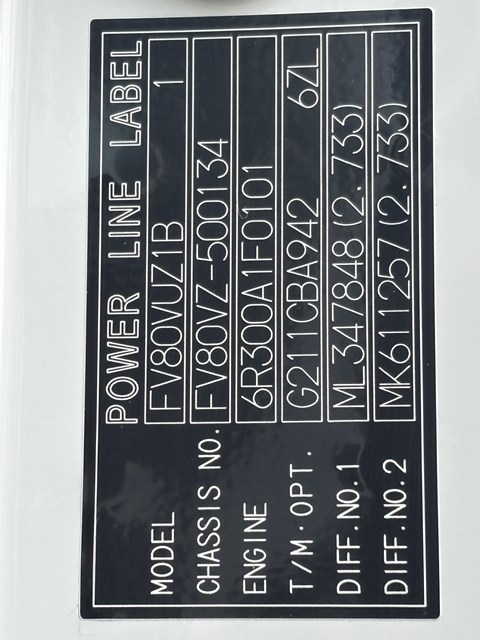 POWER LINE LABEL
MODEL FV80VUZ1B 1
CHASSIS NO. FV80VZ-500134
ENGINE 6R300A1F0101
T/M·OPT. G211CBA942 6ZL
DIFF.NO.1 ML347848(2.733)
DIFF.NO.2 MK611257(2.733)